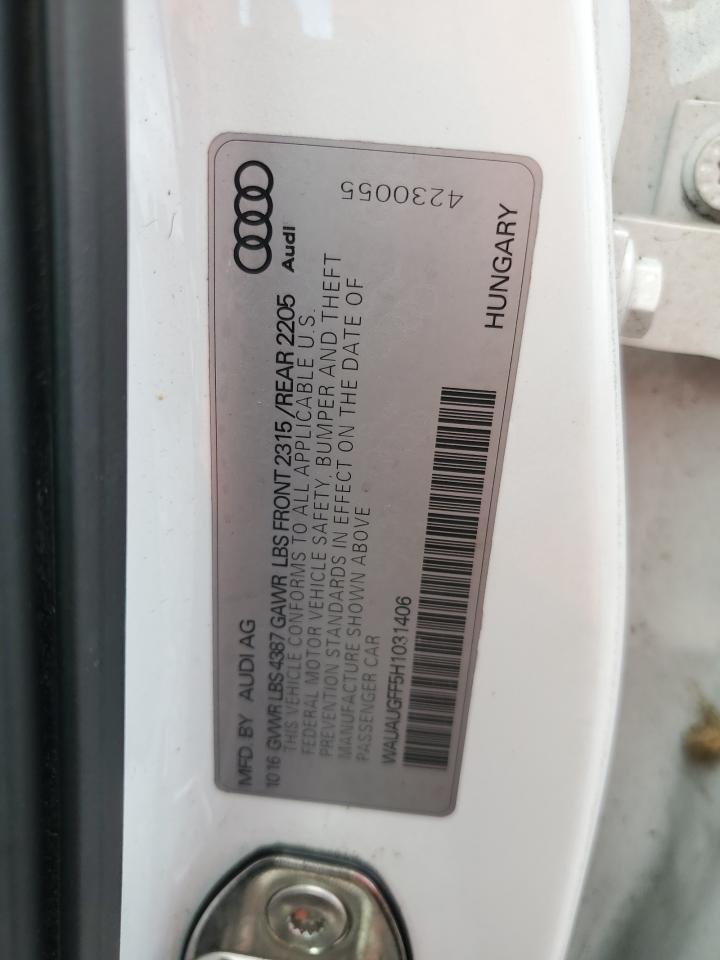 MFD. BY AUDI AG
Audi
1016 GVWR LBS 4387 GAWR LBS FRONT 2315 /REAR 2205
THIS VEHICLE CONFORMS TO ALL APPLICABLE U.S.
FEDERAL MOTOR VEHICLE SAFETY, BUMPER AND THEFT
PREVENTION STANDARDS IN EFFECT ON THE DATE OF
MANUFACTURE SHOWN ABOVE
PASSENGER CAR
4230055
WAUAUGFF5H1031406
HUNGARY